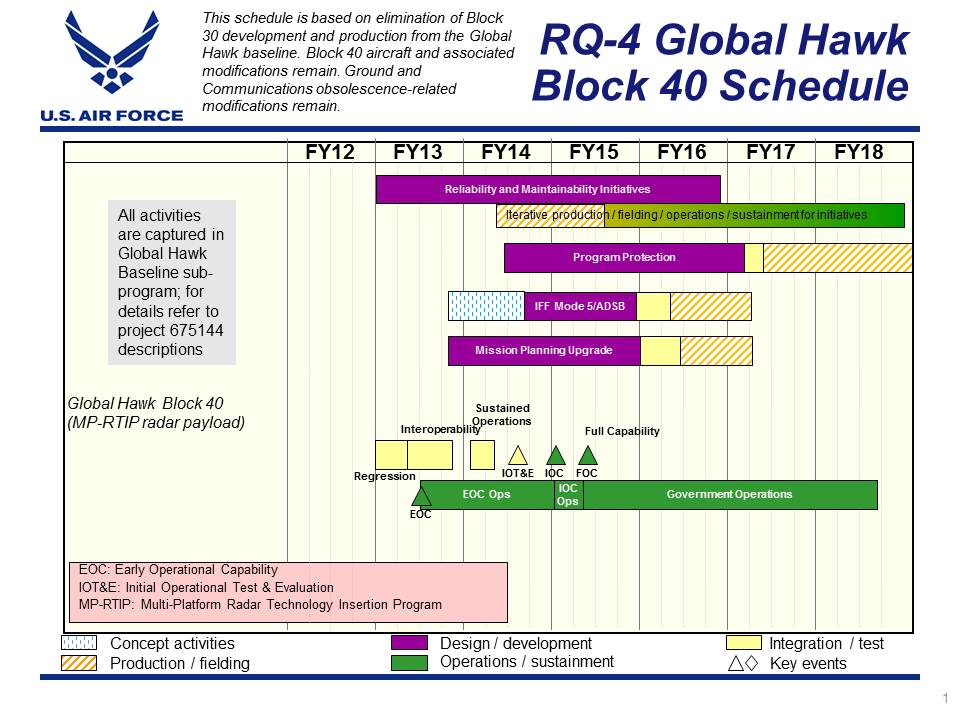 This schedule is based on elimination of Block
30 development and production from the Global
Hawk baseline. Block 40 aircraft and associated
modifications remain. Ground and
Communications obsolescence-related
modifications remain.
RQ-4 Global Hawk
Block 40 Schedule
U.S. AIR FORCE
FY12 FY13 FY14 FY15 FY16 FY17 FY18
Reliability and Maintainability Initiatives
Iterative production / fielding / operations / sustainment for initiatives
All activities
are captured in
Global Hawk
Baseline sub-
program; for
details refer to
project 675144
descriptions
Program Protection
IFF Mode 5/ADSB
Mission Planning Upgrade
Global Hawk Block 40
(MP-RTIP radar payload)
Sustained
Operations
Interoperability
Full Capability
Regression
IOT&E IOC FOC
EOC Ops
IOC
Ops
Government Operations
EOC
EOC: Early Operational Capability
IOT&E: Initial Operational Test & Evaluation
MP-RTIP: Multi-Platform Radar Technology Insertion Program
Concept activities
Design / development
Integration / test
Production / fielding
Operations / sustainment
Key events
1